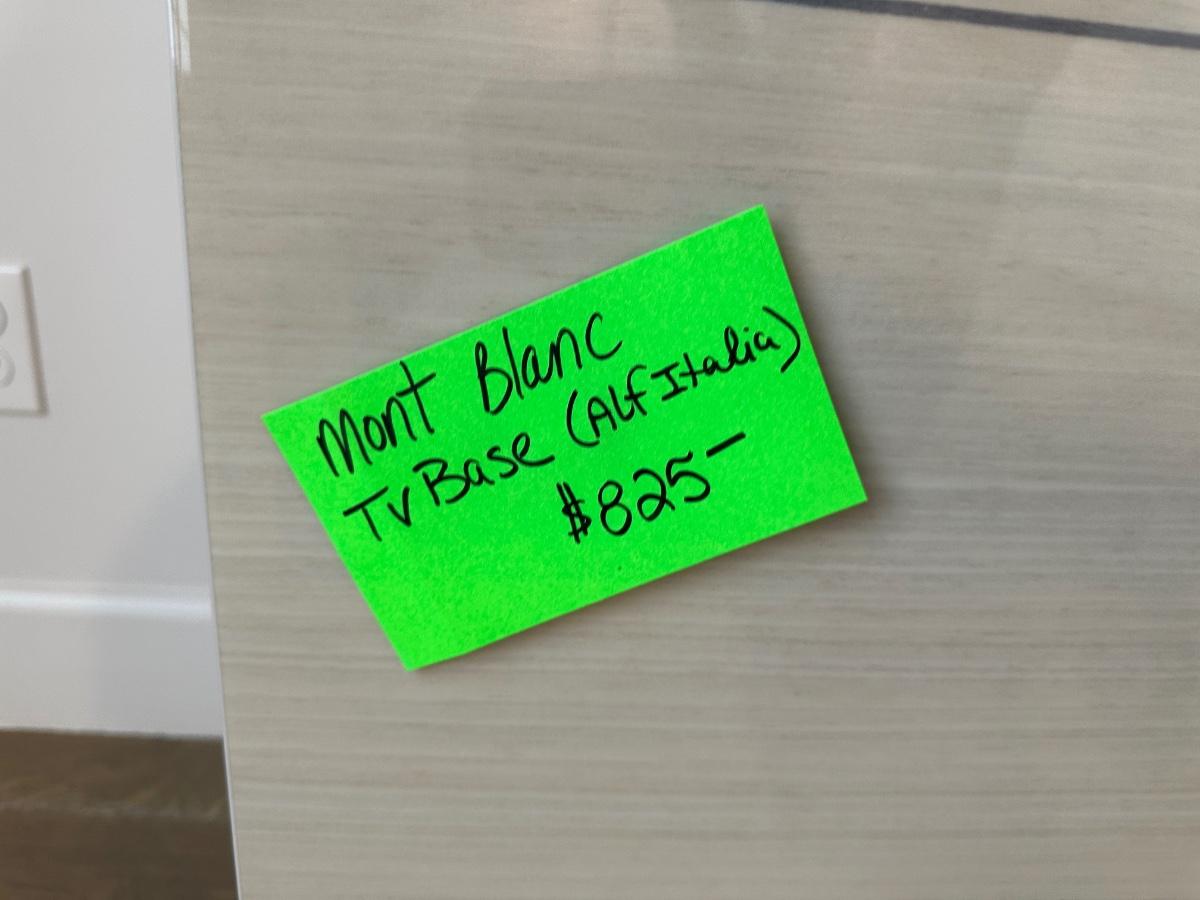 Mont Blanc
TV Base (Alf Italia)
$825-